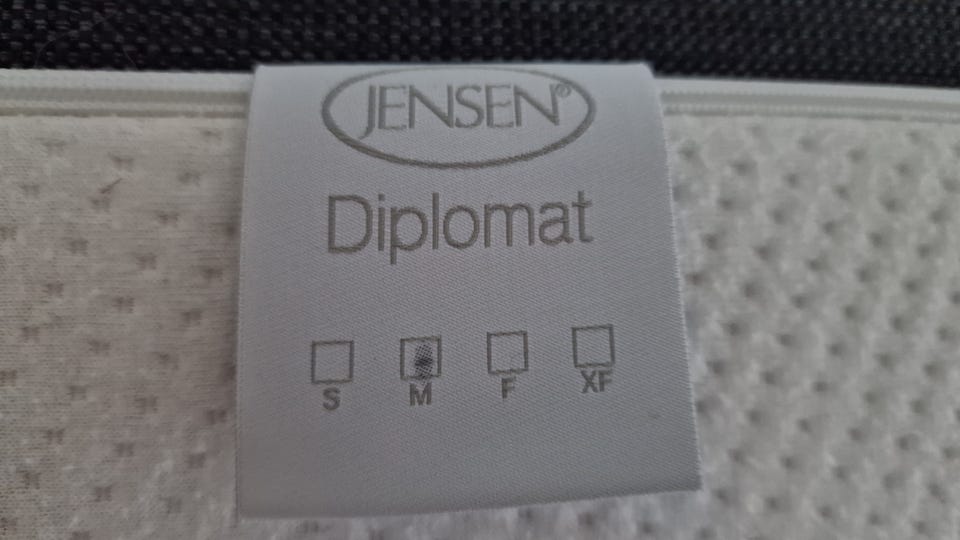 JENSEN®
Diplomat
S M F XF